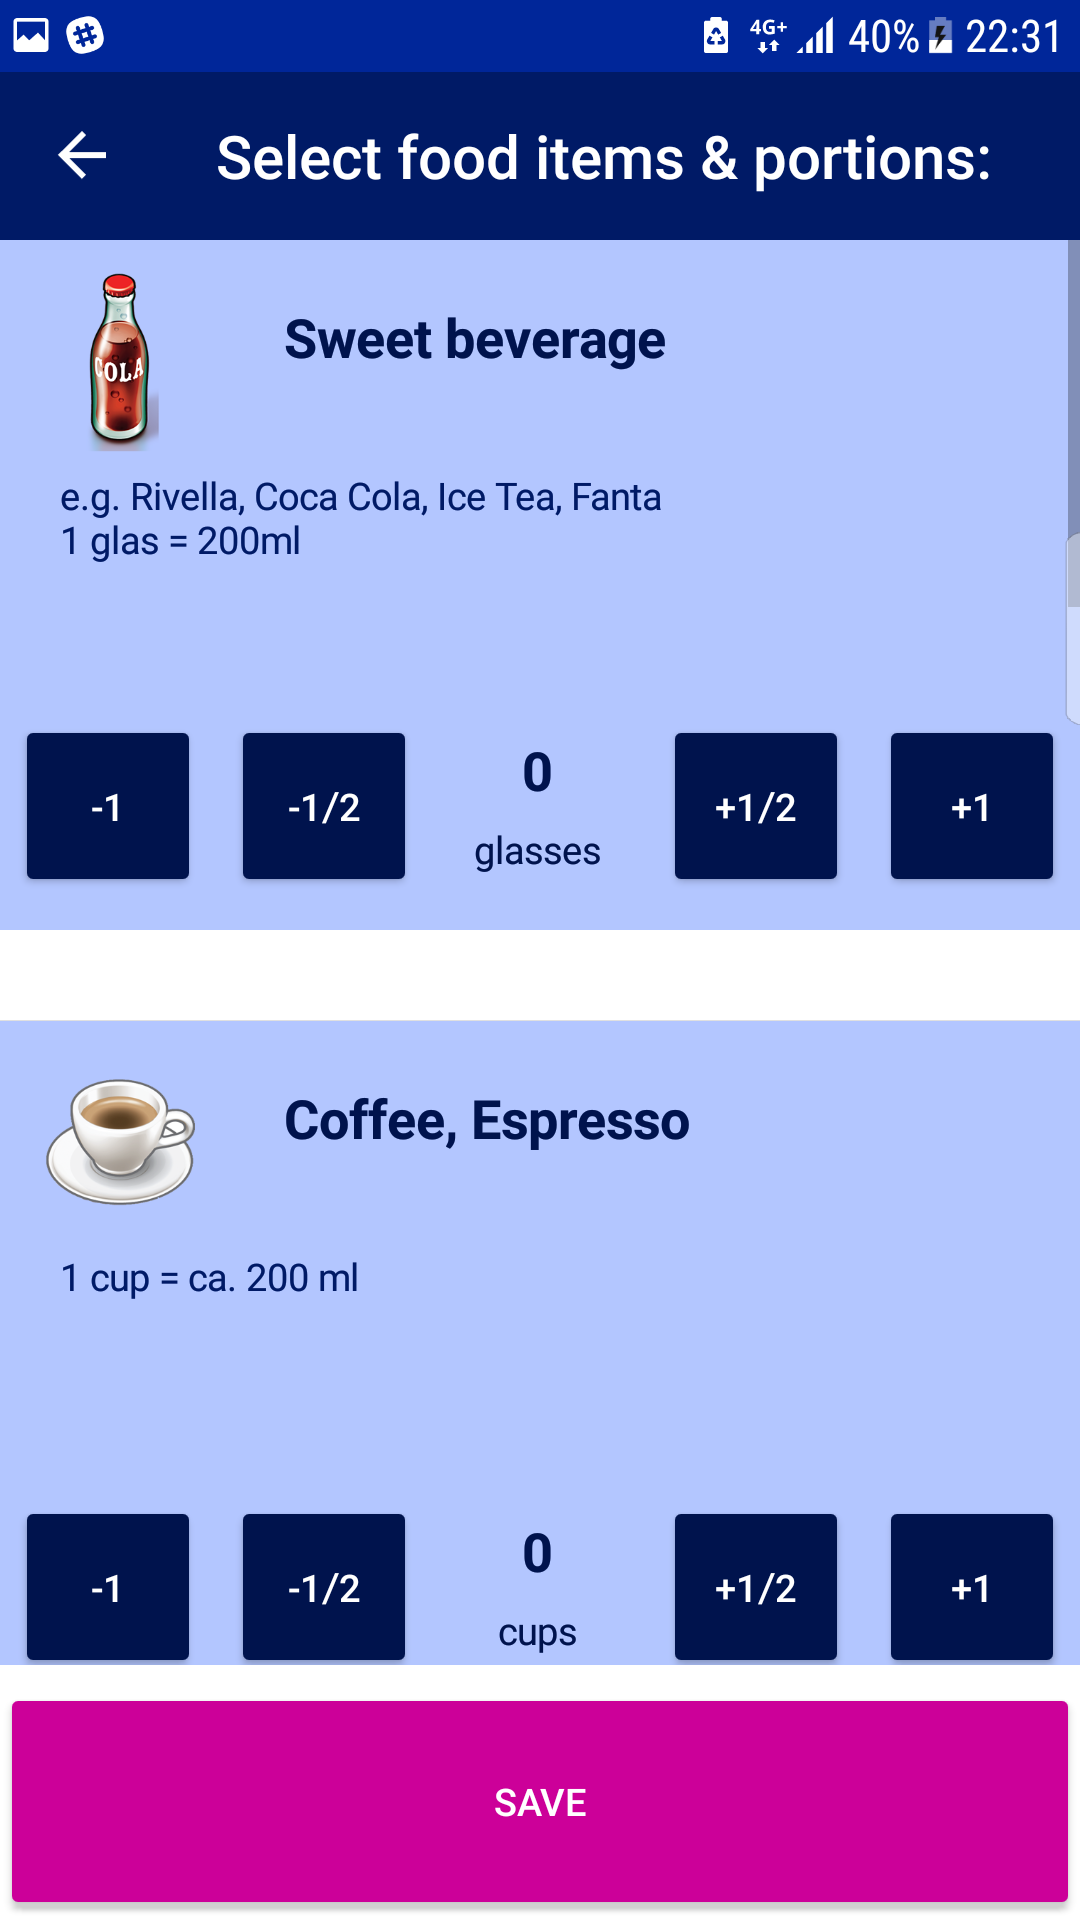 4G+ 40% 22:31
Select food items & portions:
COLA
Sweet beverage
e.g. Rivella, Coca Cola, Ice Tea, Fanta
1 glas = 200ml
-1 -1/2 0 +1/2 +1
glasses
Coffee, Espresso
1 cup = ca. 200 ml
-1 -1/2 0 +1/2 +1
cups
SAVE